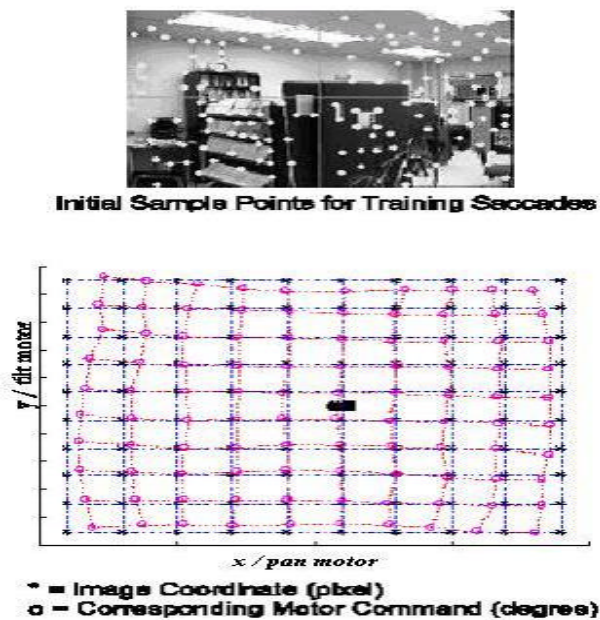 Initial Sample Points for Training Saccades
y / tilt motor
x / pan motor
* = Image Coordinate (pixel)
o = Corresponding Motor Command (degrees)